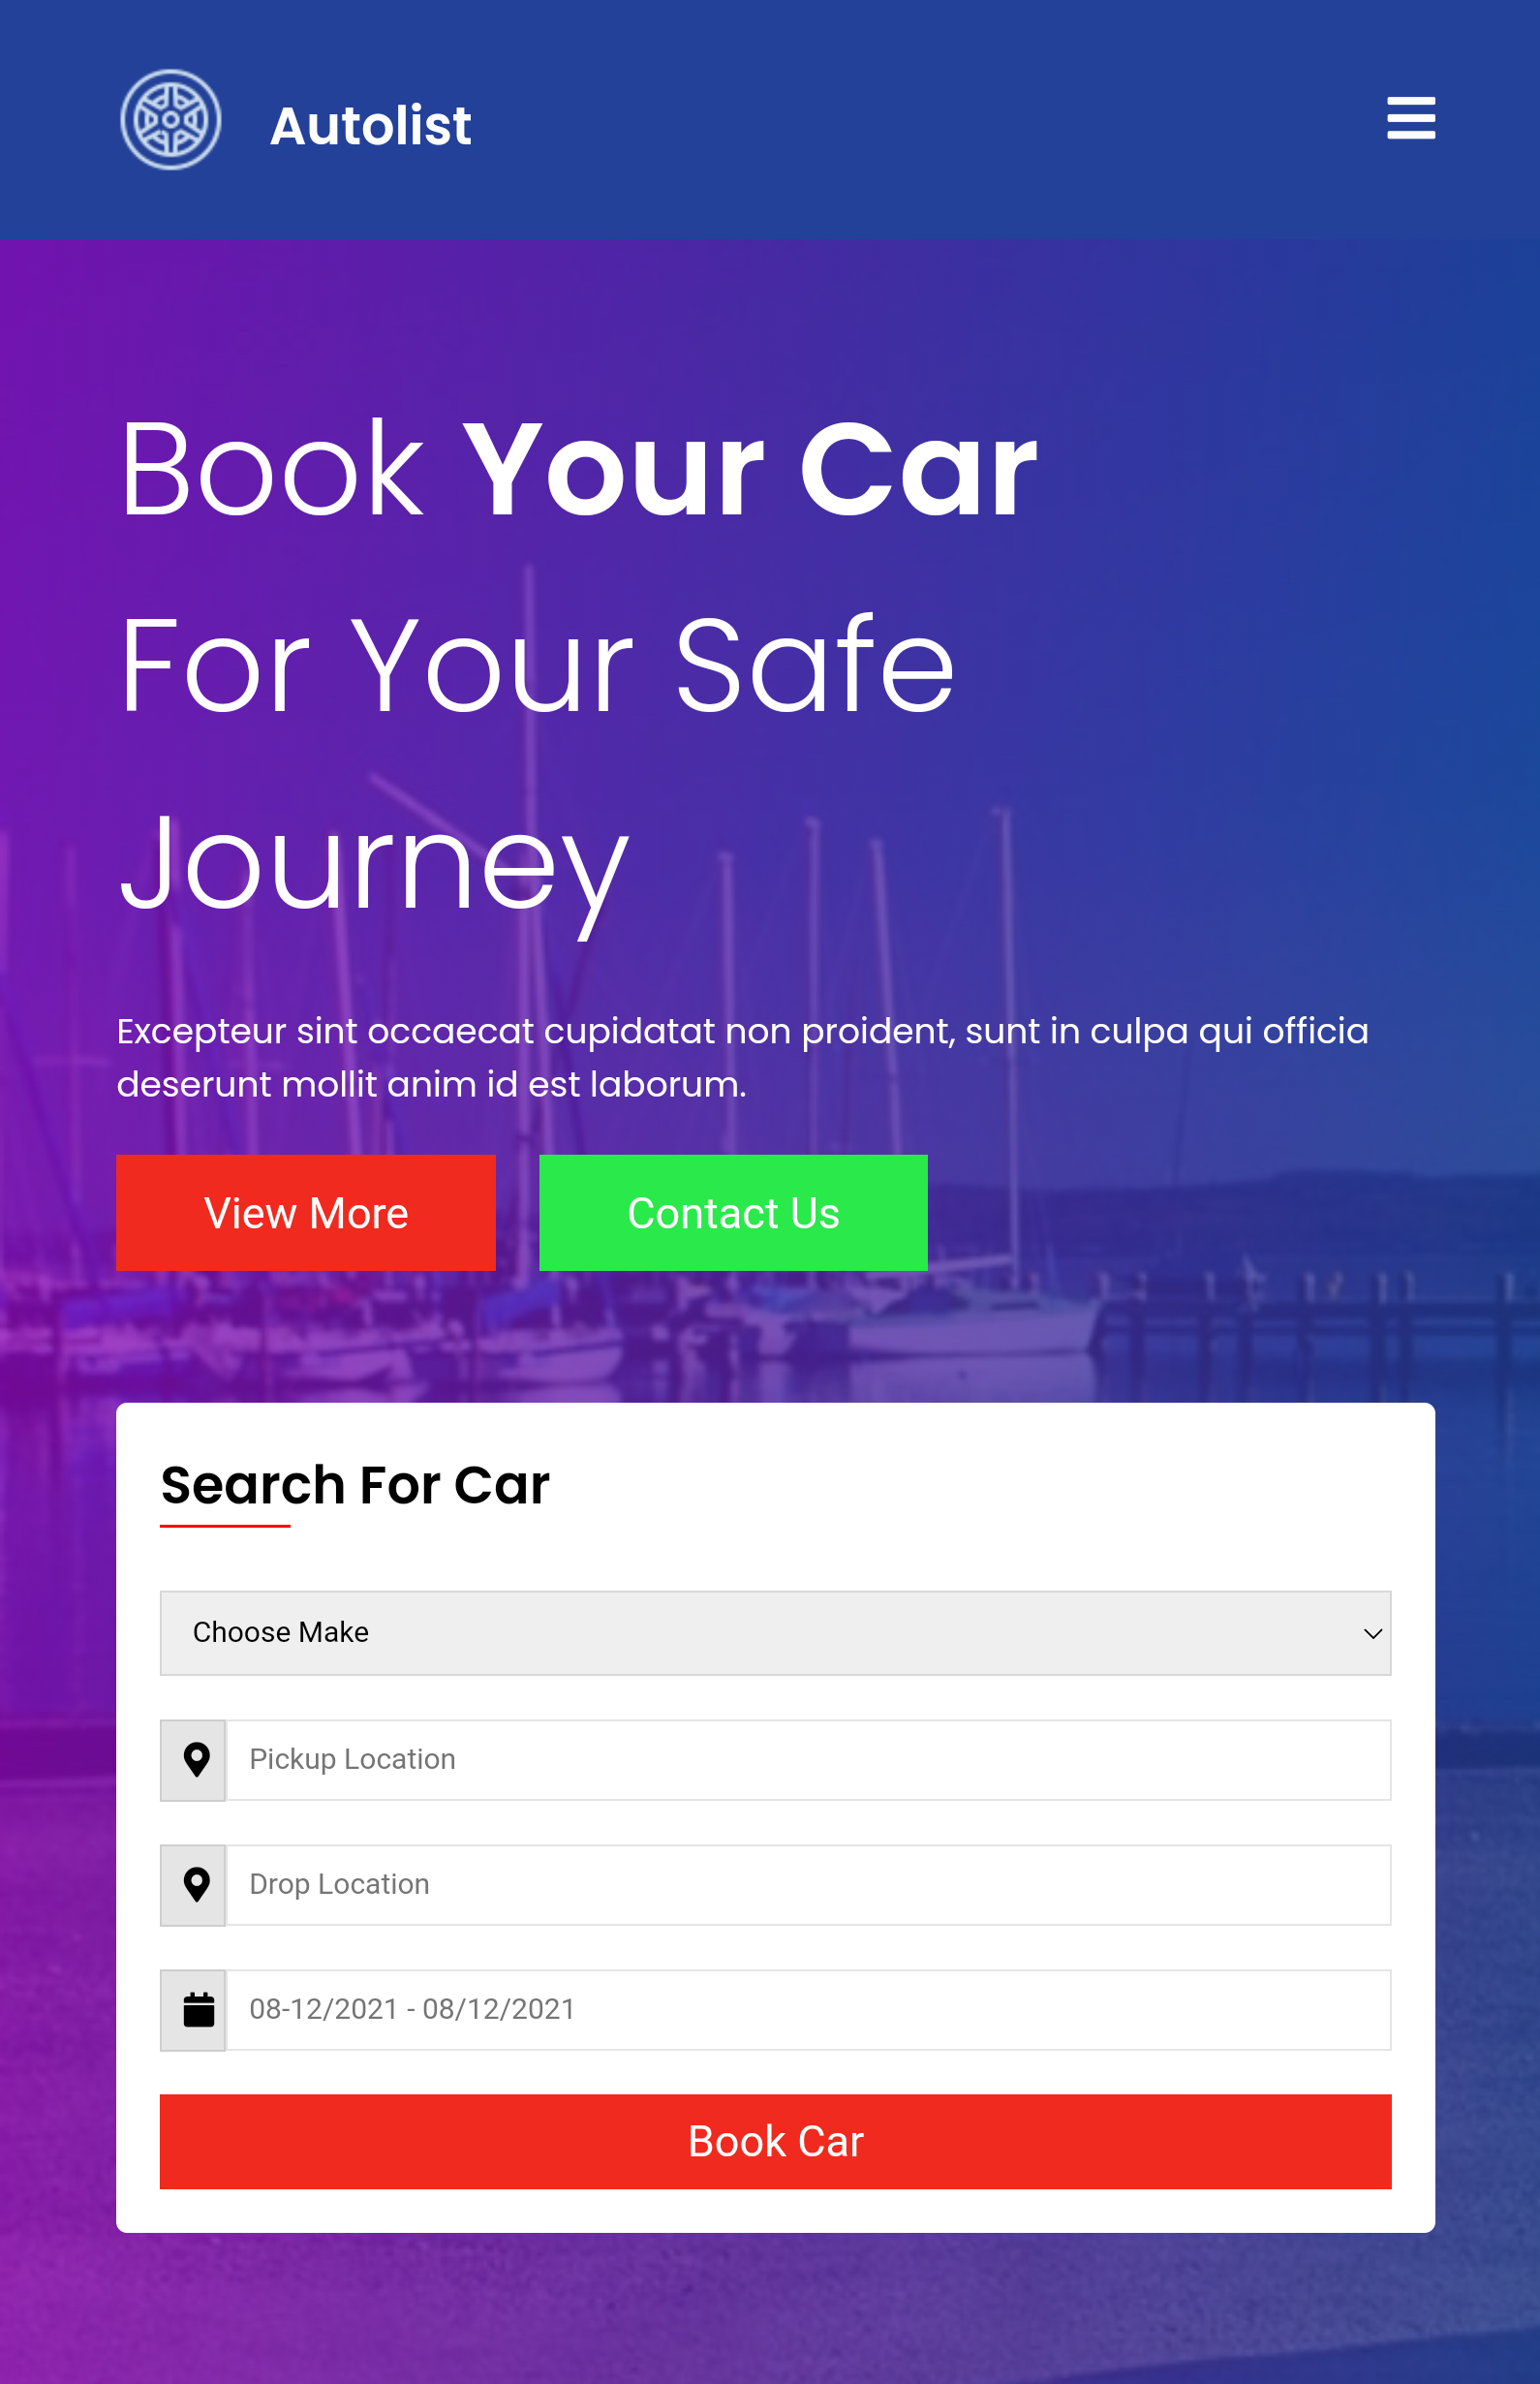 Autolist
Book Your Car
For Your Safe
Journey
Excepteur sint occaecat cupidatat non proident, sunt in culpa qui officia
deserunt mollit anim id est laborum.
View More
Contact Us
Search For Car
Choose Make
Pickup Location
Drop Location
08-12/2021 - 08/12/2021
Book Car